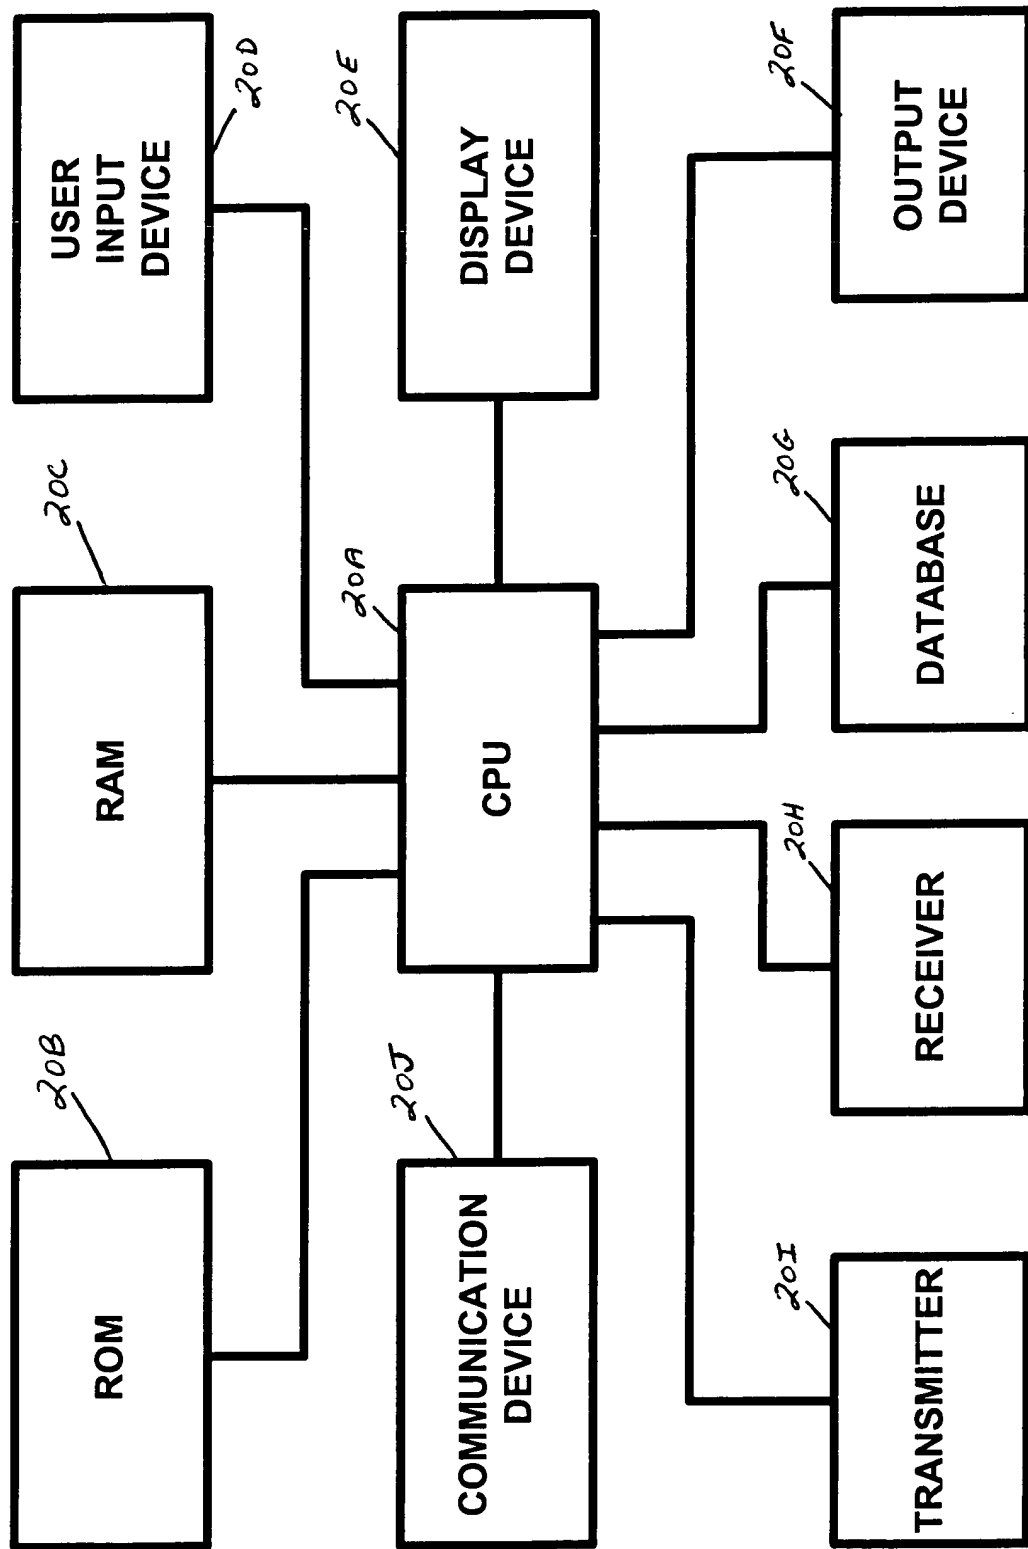 20B
ROM
20C
RAM
20D
USER
INPUT
DEVICE
20J
COMMUNICATION
DEVICE
20A
CPU
20E
DISPLAY
DEVICE
20I
TRANSMITTER
20H
RECEIVER
20G
DATABASE
20F
OUTPUT
DEVICE